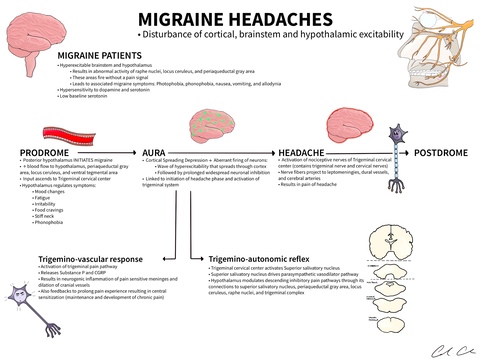 MIGRAINE HEADACHES
• Disturbance of cortical, brainstem and hypothalamic excitability
MIGRAINE PATIENTS
• Hyperexcitable brainstem and hypothalamus
• Results in abnormal activity of raphe nuclei, locus ceruleus, and periaqueductal gray area
• These areas fire without a pain signal
• Leads to associated migraine symptoms: Photophobia, phonophobia, nausea, vomiting, and allodynia
• Hypersensitivity to dopamine and serotonin
• Low baseline serotonin
PRODROME
• Posterior hypothalamus INITIATES migraine
• blood flow to hypothalamus, periaqueductal gray
area, locus ceruleus, and ventral tegmental area
• Input ascends to Trigeminal cervical center
• Hypothalamus regulates symptoms:
• Mood changes
• Fatigue
• Irritability
• Food cravings
• Stiff neck
• Phonophobia
AURA
• Cortical Spreading Depression + Aberrant firing of neurons:
• Wave of hyperexcitability that spreads through cortex
• Followed by prolonged widespread neuronal inhibition
• Linked to initiation of headache phase and activation of
trigeminal system
HEADACHE
• Activation of nociceptive nerves of Trigeminal cervical
center (trigeminal nerve and cervical nerves)
• Nerve fibers project to leptomeninges, dural vessels,
and cerebral arteries
• Results in pain of headache
POSTDROME
Trigemino-vascular response
• Activation of trigeminal pain pathway
• Releases Substance P and CGRP
• Results in neurogenic inflammation of pain sensitive meninges and
dilation of cranial vessels
• Also feedbacks to prolong pain experience resulting in central
sensitization (maintenance and development of chronic pain)
Trigemino-autonomic reflex
• Trigeminal cervical center activates Superior salivatory nucleus
• Superior salivatory nucleus drives parasympathetic vasodilator pathway
• Hypothalamus modulates descending inhibitory pain pathways through its
connections to superior salivatory nucleus, periaqueductal gray area, locus
ceruleus, raphe nuclei, and trigeminal complex